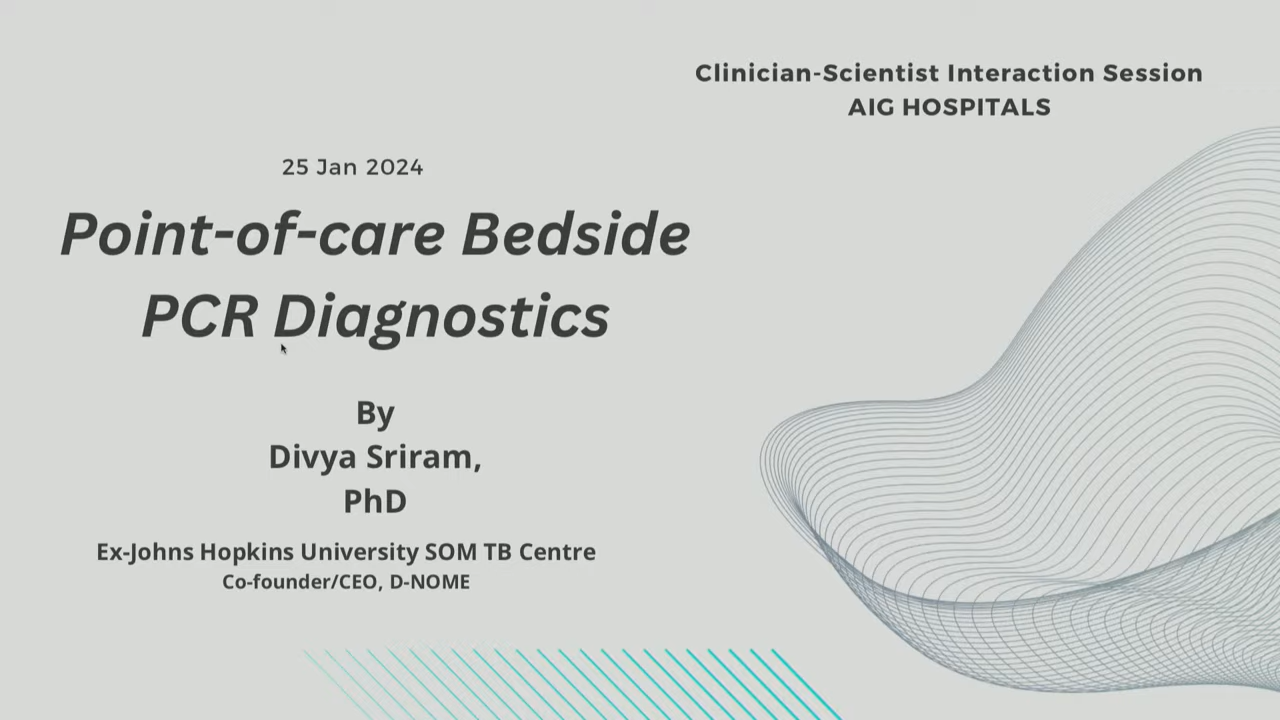 Clinician-Scientist Interaction Session
AIG HOSPITALS
25 Jan 2024
Point-of-care Bedside
PCR Diagnostics
By
Divya Sriram,
PhD
Ex-Johns Hopkins University SOM TB Centre
Co-founder/CEO, D-NOME